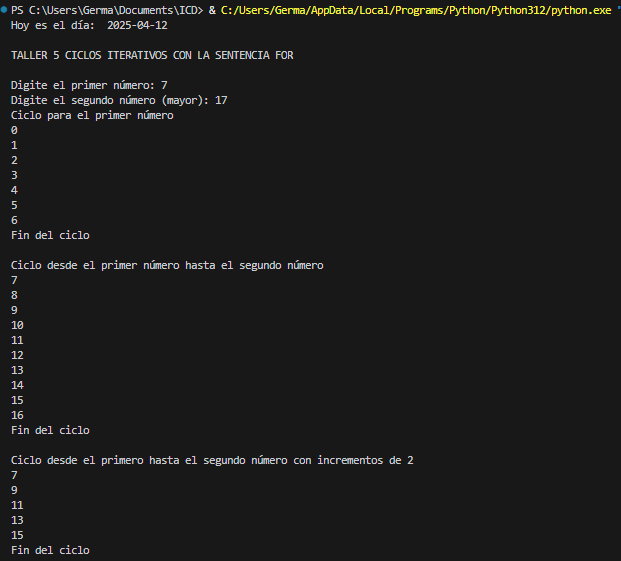 PS C:\Users\Germa\Documents\ICD> & C:/Users/Germa/AppData/Local/Programs/Python/Python312/python.exe "
Hoy es el día:  2025-04-12
TALLER 5 CICLOS ITERATIVOS CON LA SENTENCIA FOR
Digite el primer número: 7
Digite el segundo número (mayor): 17
Ciclo para el primer número
0
1
2
3
4
5
6
Fin del ciclo
Ciclo desde el primer número hasta el segundo número
7
8
9
10
11
12
13
14
15
16
Fin del ciclo
Ciclo desde el primero hasta el segundo número con incrementos de 2
7
9
11
13
15
Fin del ciclo